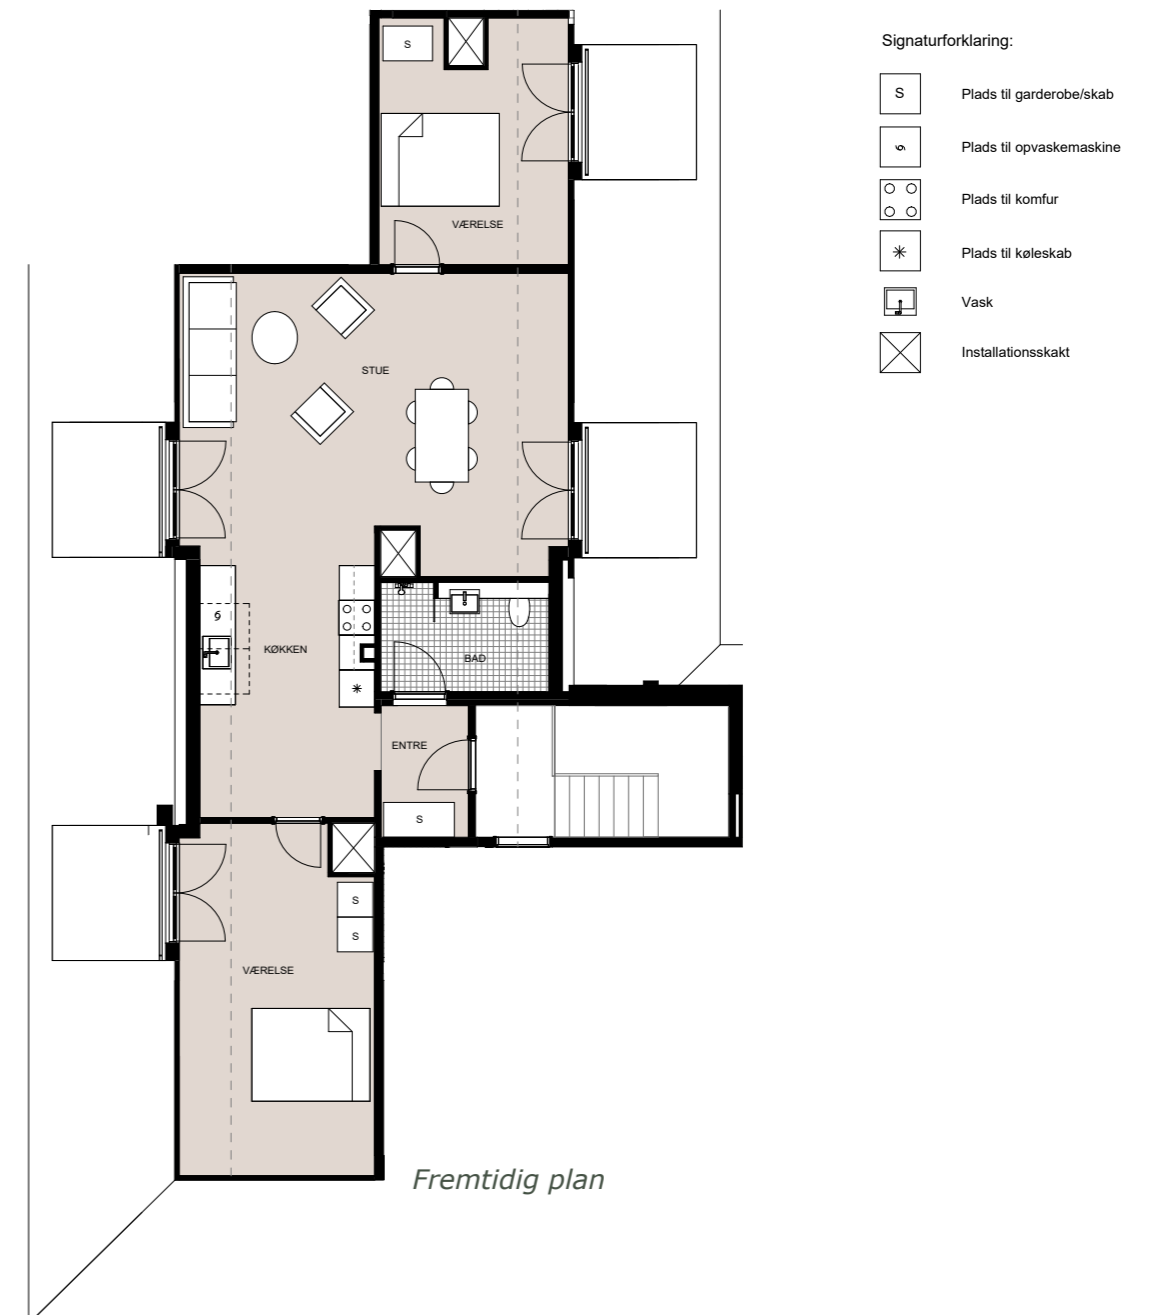 Signaturforklaring:
S
Plads til garderobe/skab
Plads til opvaskemaskine
Plads til komfur
Plads til køleskab
Vask
Installationsskakt
S
VÆRELSE
STUE
KØKKEN
BAD
ENTRE
S
S
S
VÆRELSE
Fremtidig plan